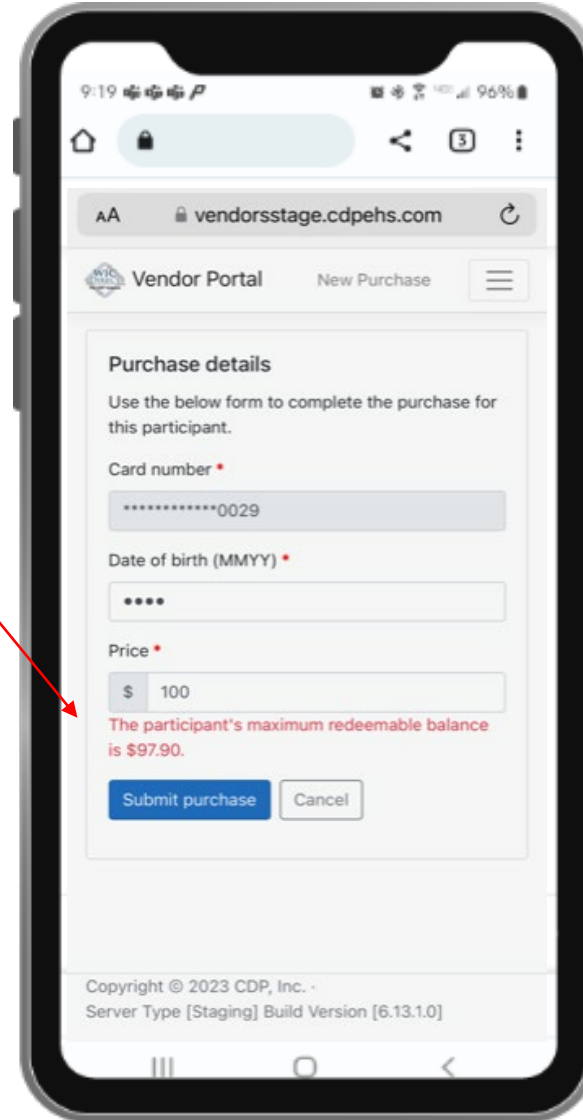 9:19
96%
3
AA vendorsstage.cdpehs.com
WIC Vendor Portal New Purchase
Purchase details
Use the below form to complete the purchase for
this participant.
Card number *
************0029
Date of birth (MMYY) *
••••
Price *
$ 100
The participant's maximum redeemable balance
is $97.90.
Submit purchase Cancel
Copyright © 2023 CDP, Inc. ·
Server Type [Staging] Build Version [6.13.1.0]